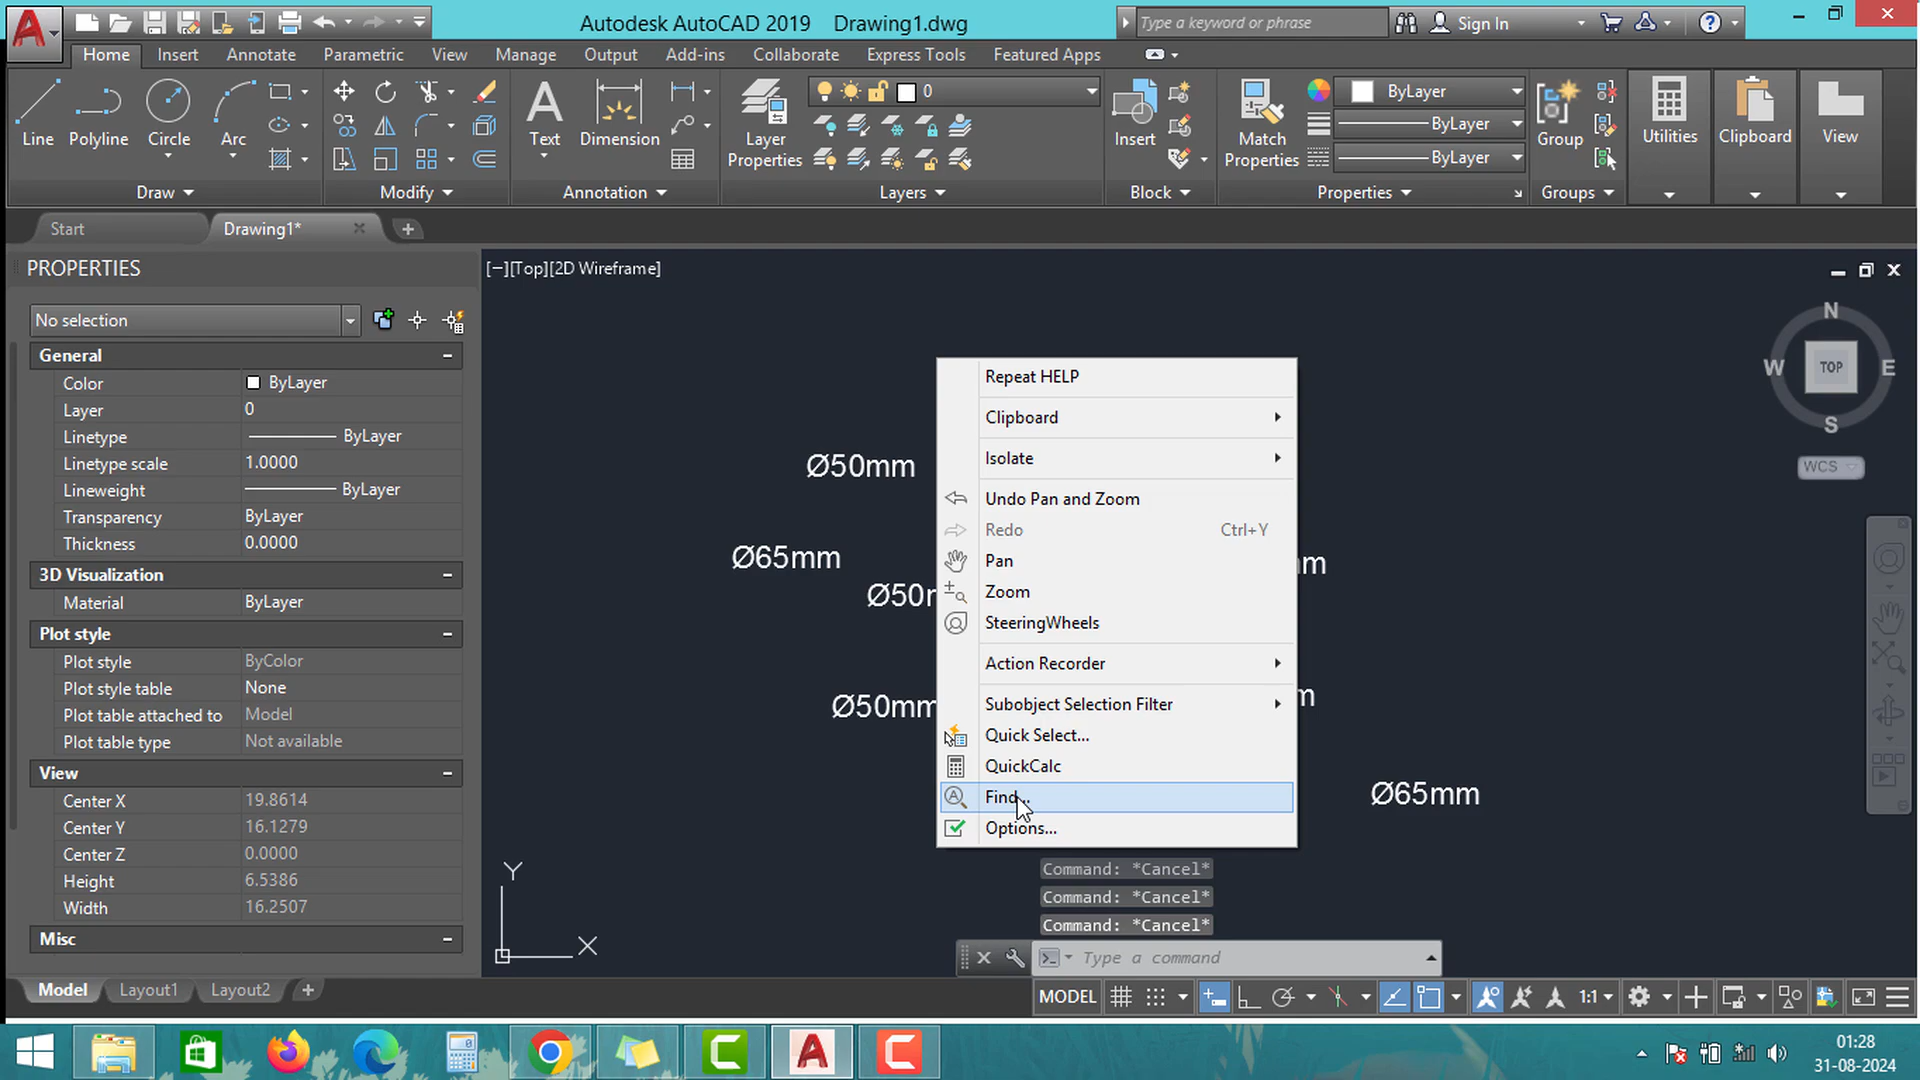 Autodesk AutoCAD 2019 Drawing1.dwg
Type a keyword or phrase
Sign In
Home Insert Annotate Parametric View Manage Output Add-ins Collaborate Express Tools Featured Apps
Line Polyline Circle Arc
Text Dimension
Layer Properties
0
Insert
Match Properties
ByLayer
ByLayer
ByLayer
Group
Utilities
Clipboard
View
Draw Modify Annotation Layers Block Properties Groups
Start Drawing1*
PROPERTIES
No selection
General
Color ByLayer
Layer 0
Linetype ByLayer
Linetype scale 1.0000
Lineweight ByLayer
Transparency ByLayer
Thickness 0.0000
3D Visualization
Material ByLayer
Plot style
Plot style ByColor
Plot style table None
Plot table attached to Model
Plot table type Not available
View
Center X 19.8614
Center Y 16.1279
Center Z 0.0000
Height 6.5386
Width 16.2507
Misc
[−][Top][2D Wireframe]
N
W TOP E
S
WCS
Ø50mm
Ø65mm
Ø50m
Ø50mm
m
m
Ø65mm
Repeat HELP
Clipboard
Isolate
Undo Pan and Zoom
Redo Ctrl+Y
Pan
Zoom
SteeringWheels
Action Recorder
Subobject Selection Filter
Quick Select...
QuickCalc
Find...
Options...
Y
X
Command: *Cancel*
Command: *Cancel*
Command: *Cancel*
Type a command
Model Layout1 Layout2
MODEL 1:1
01:28
31-08-2024